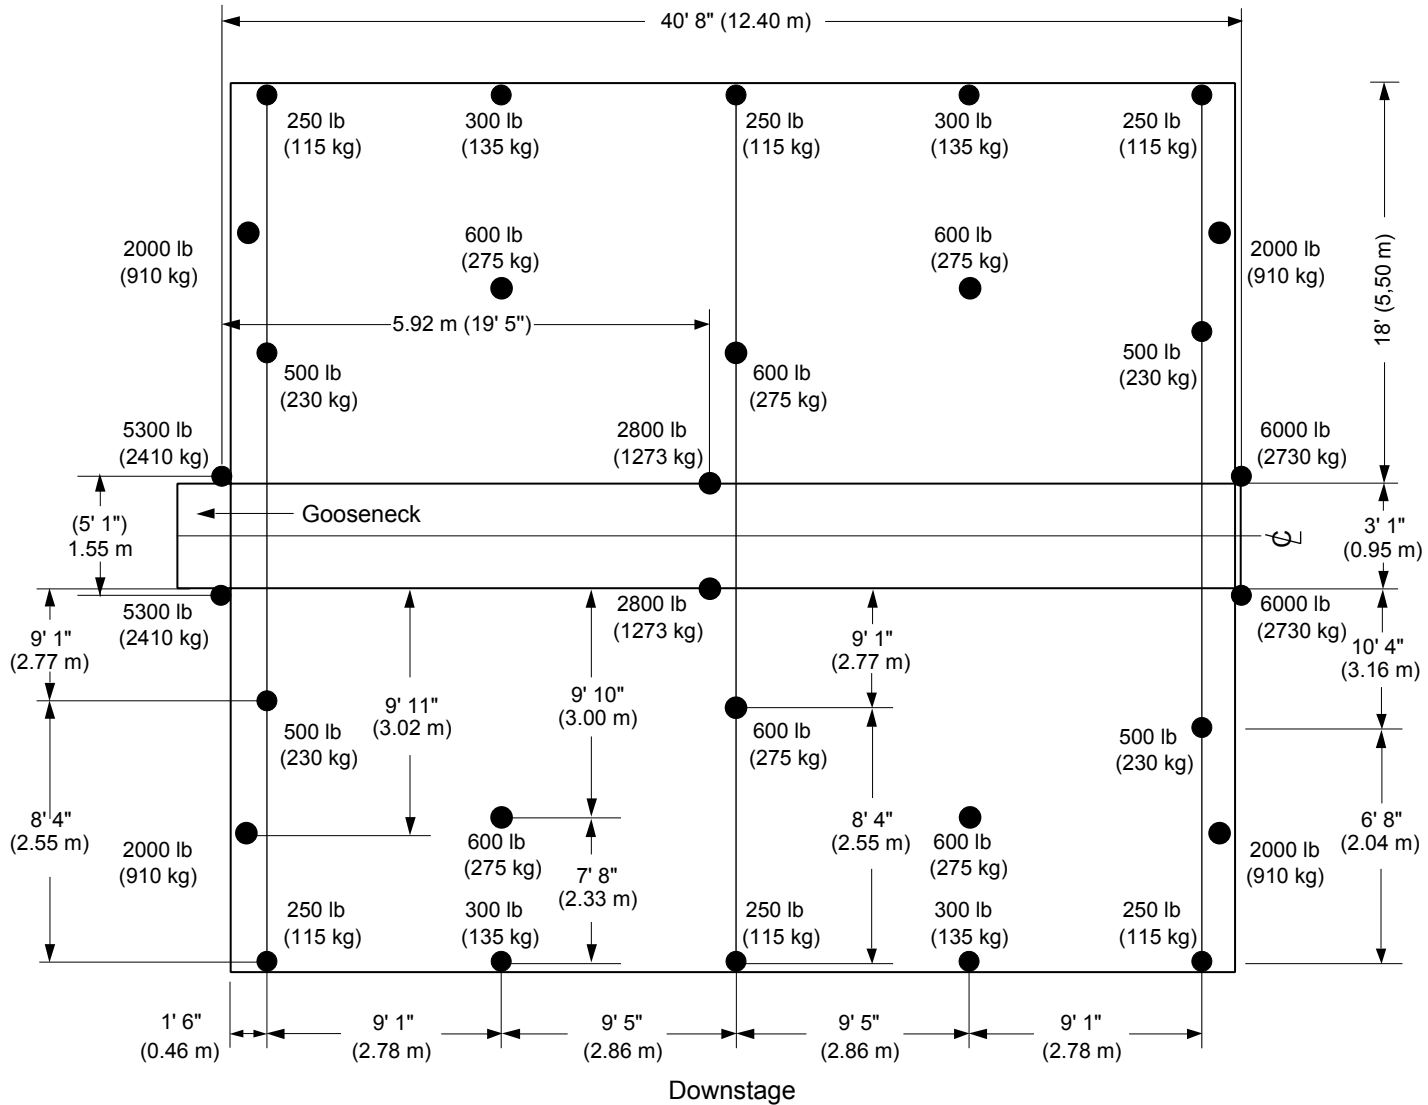 40' 8" (12.40 m)
250 lb
(115 kg)
300 lb
(135 kg)
250 lb
(115 kg)
300 lb
(135 kg)
250 lb
(115 kg)
2000 lb
(910 kg)
600 lb
(275 kg)
600 lb
(275 kg)
2000 lb
(910 kg)
18' (5,50 m)
5.92 m (19' 5")
500 lb
(230 kg)
600 lb
(275 kg)
500 lb
(230 kg)
5300 lb
(2410 kg)
2800 lb
(1273 kg)
6000 lb
(2730 kg)
(5' 1")
1.55 m
Gooseneck
℄
3' 1"
(0.95 m)
5300 lb
(2410 kg)
2800 lb
(1273 kg)
6000 lb
(2730 kg)
9' 1"
(2.77 m)
9' 11"
(3.02 m)
9' 10"
(3.00 m)
9' 1"
(2.77 m)
10' 4"
(3.16 m)
500 lb
(230 kg)
600 lb
(275 kg)
500 lb
(230 kg)
8' 4"
(2.55 m)
2000 lb
(910 kg)
600 lb
(275 kg)
7' 8"
(2.33 m)
8' 4"
(2.55 m)
600 lb
(275 kg)
6' 8"
(2.04 m)
2000 lb
(910 kg)
250 lb
(115 kg)
300 lb
(135 kg)
250 lb
(115 kg)
300 lb
(135 kg)
250 lb
(115 kg)
1' 6"
(0.46 m)
9' 1"
(2.78 m)
9' 5"
(2.86 m)
9' 5"
(2.86 m)
9' 1"
(2.78 m)
Downstage